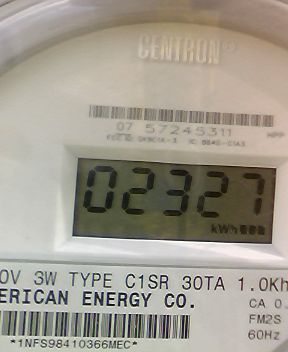 CENTRON®
07 57245311
02327
kWh
0V 3W TYPE C1SR 30TA 1.0Kh
ERICAN ENERGY CO.
CA 0.
FM2S
60Hz
*1NFS98410366MEC*